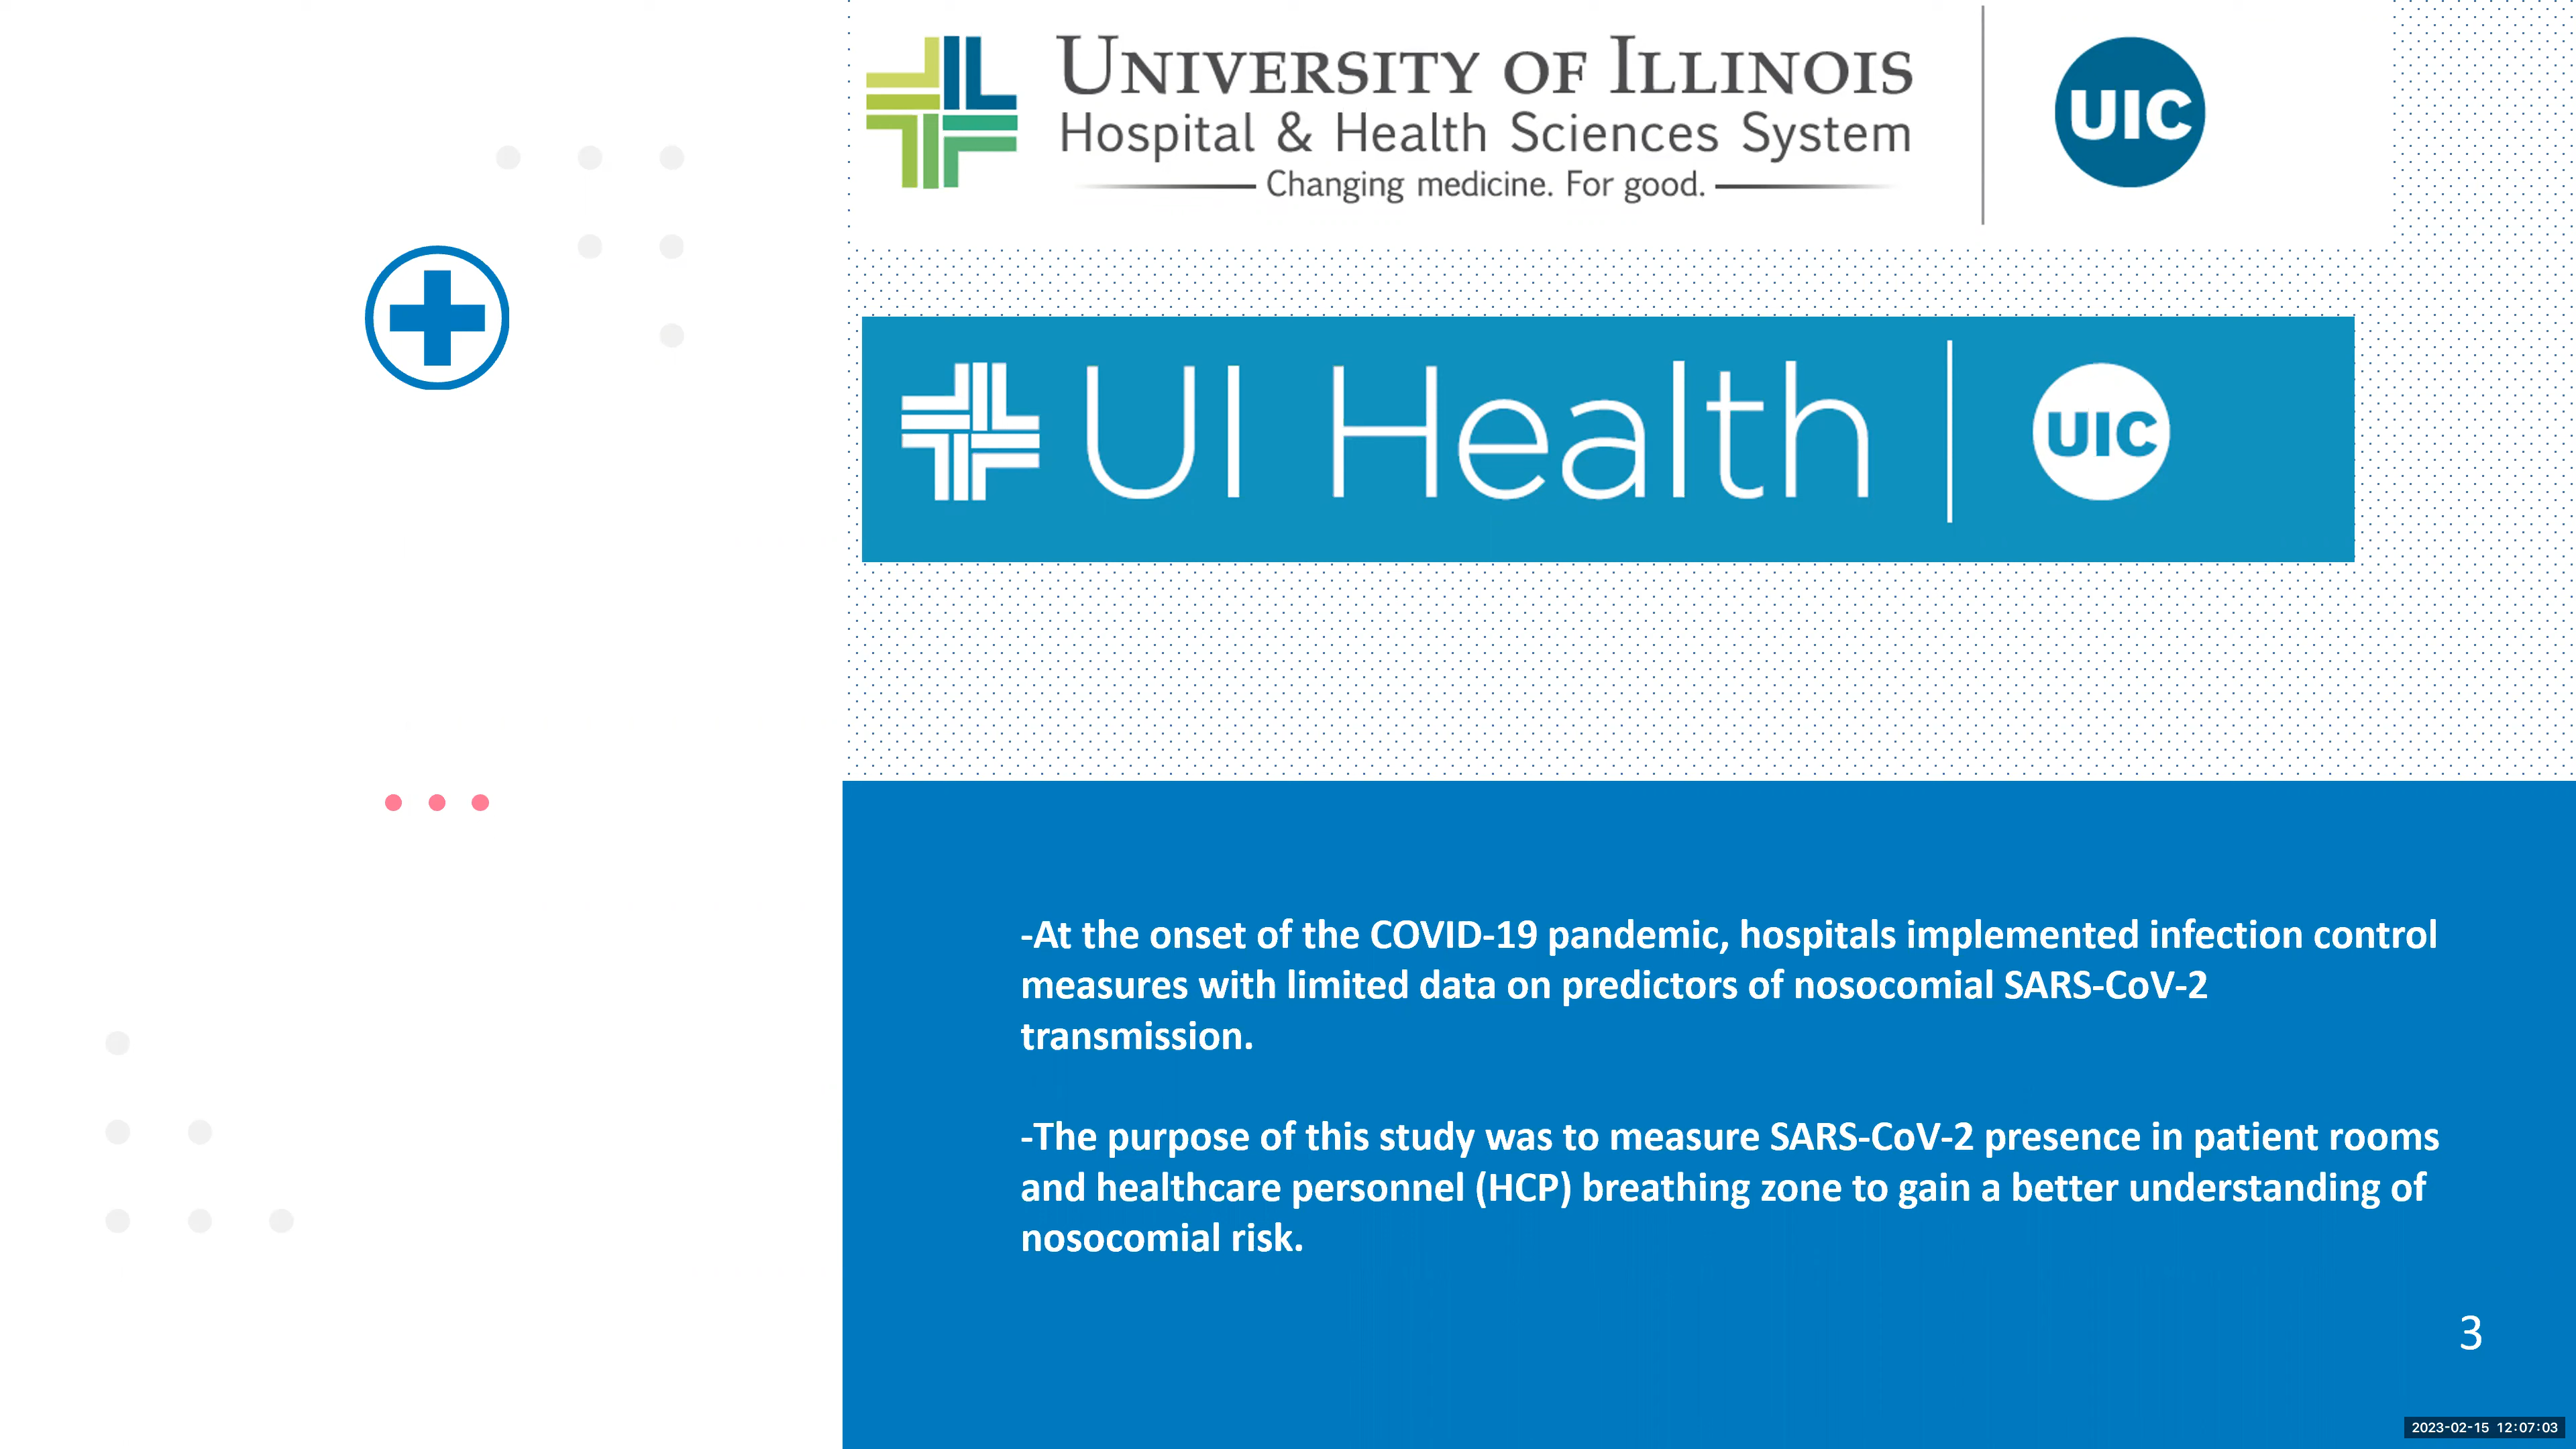 University of Illinois
Hospital & Health Sciences System
Changing medicine. For good.
UIC
UI Health
UIC
-At the onset of the COVID-19 pandemic, hospitals implemented infection control
measures with limited data on predictors of nosocomial SARS-CoV-2
transmission.
-The purpose of this study was to measure SARS-CoV-2 presence in patient rooms
and healthcare personnel (HCP) breathing zone to gain a better understanding of
nosocomial risk.
3
2023-02-15 12:07:03